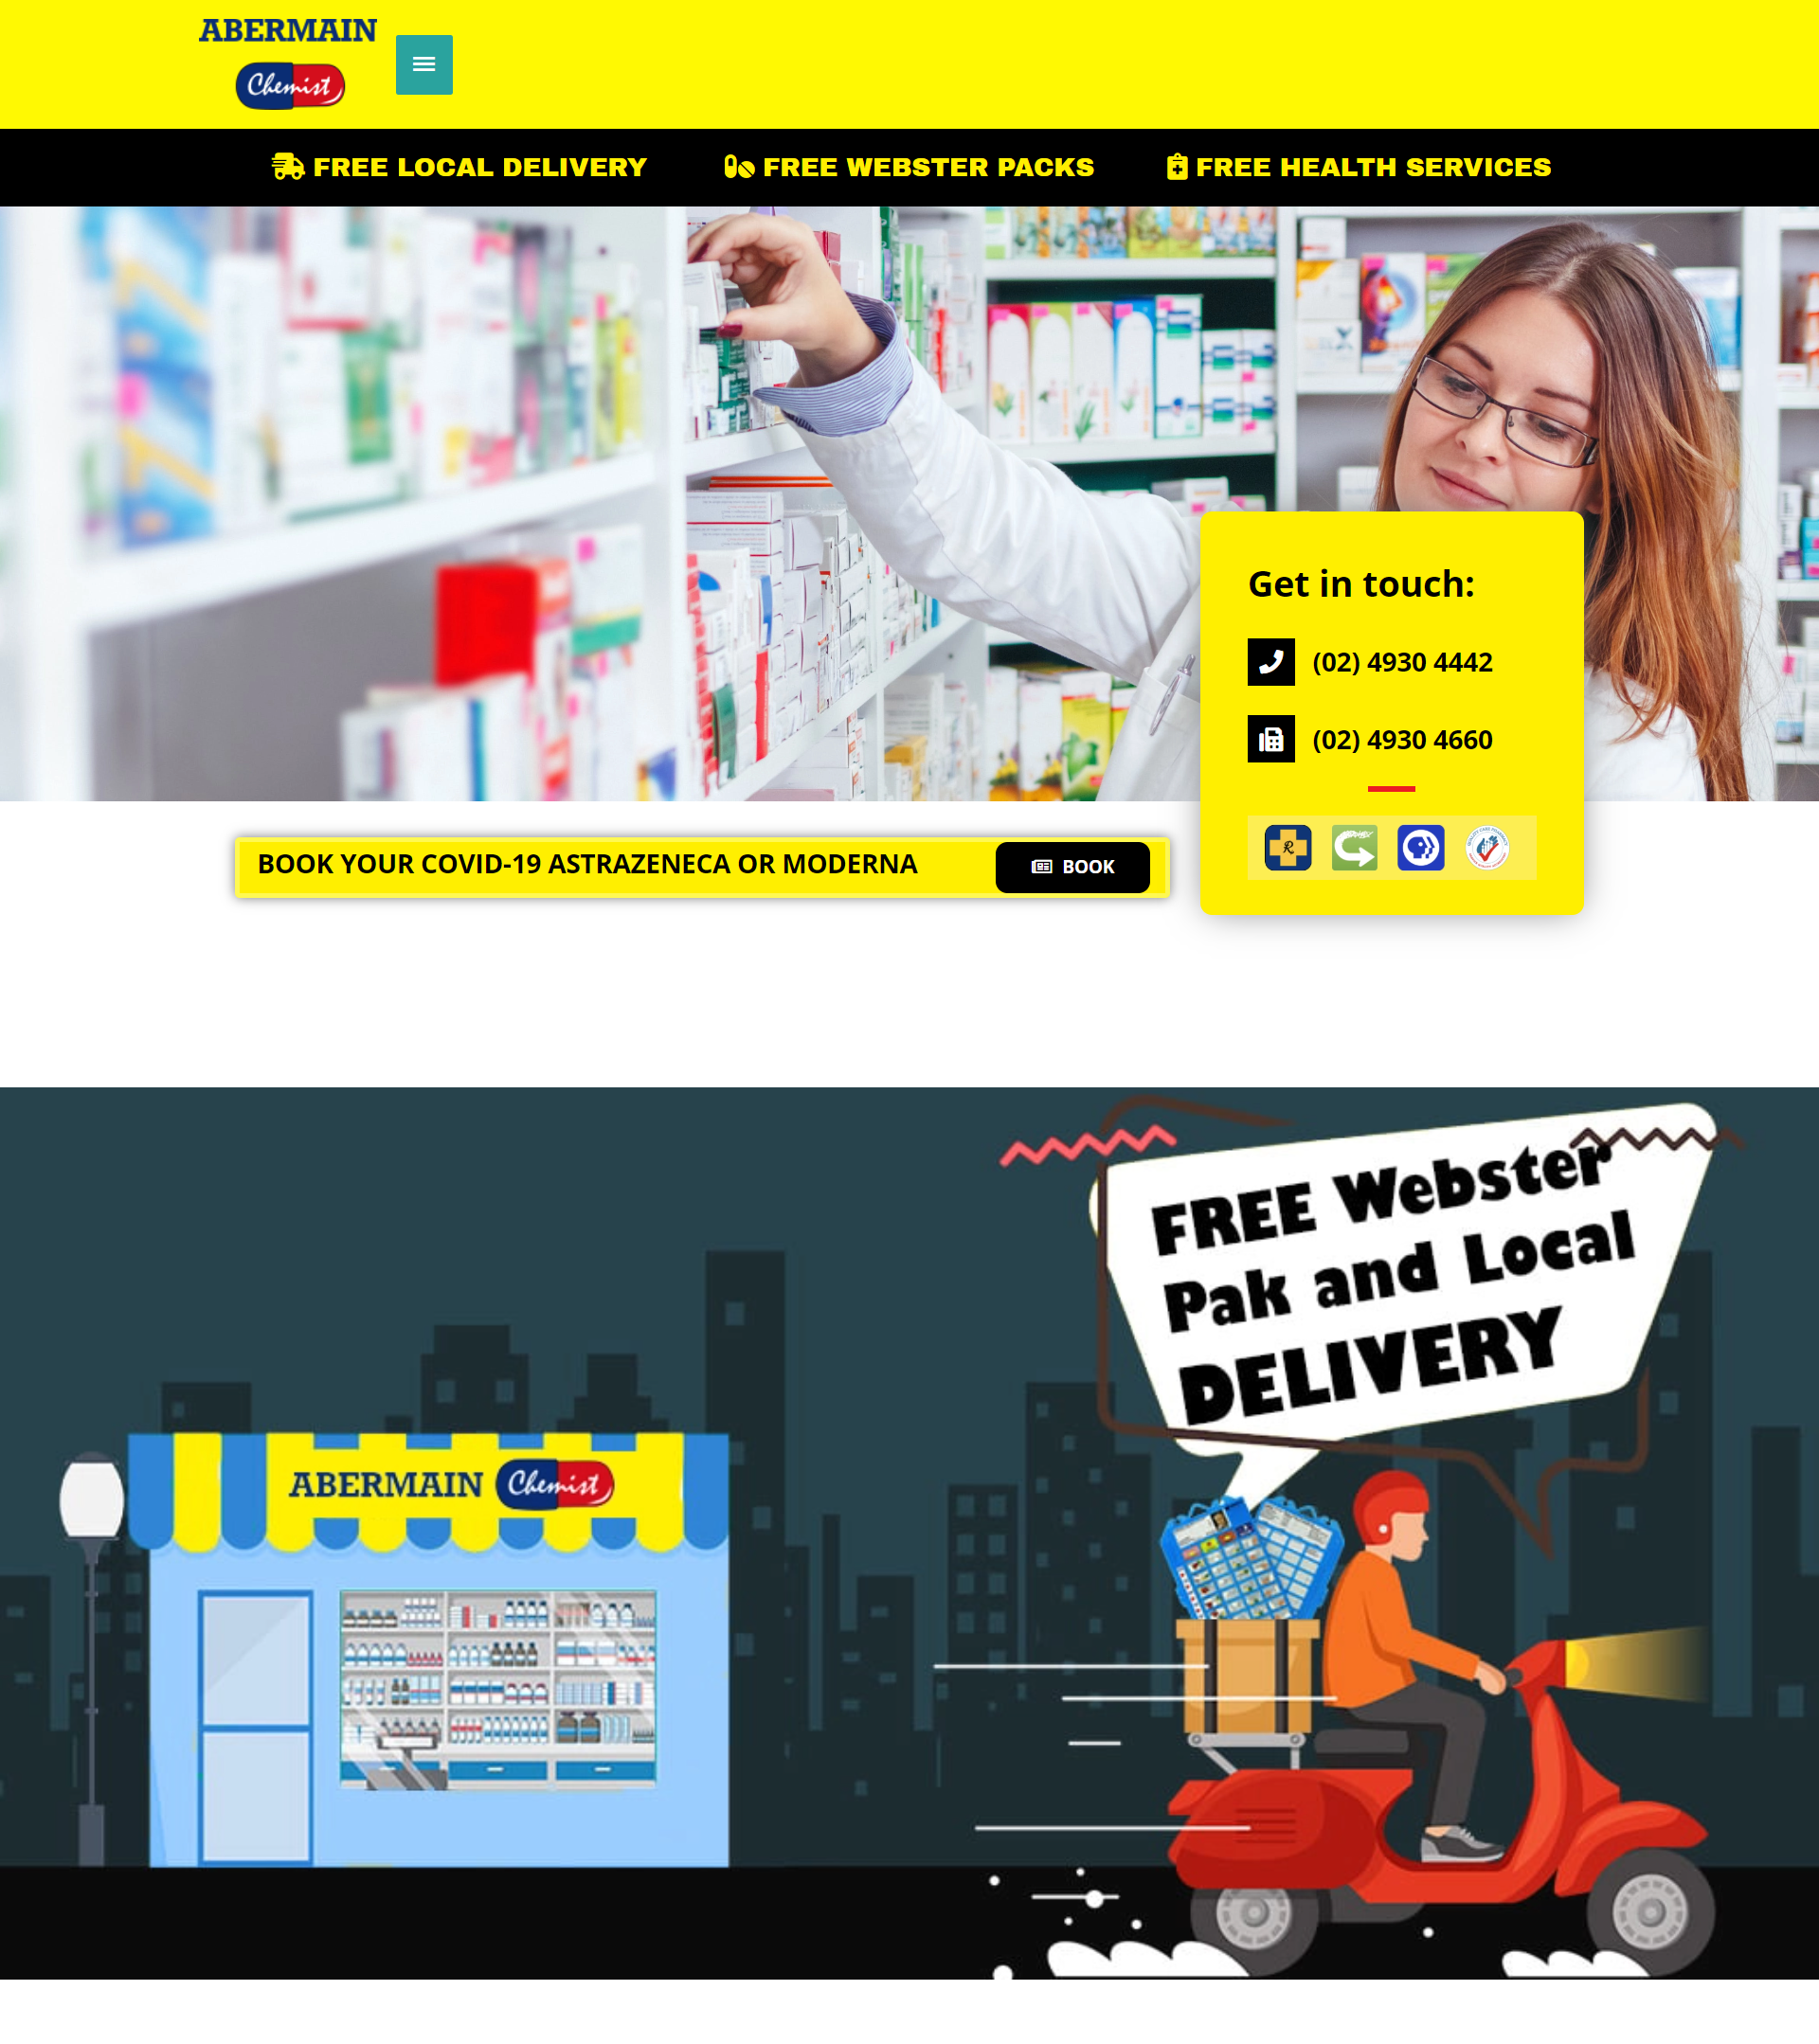 ABERMAIN
Chemist
FREE LOCAL DELIVERY
FREE WEBSTER PACKS
FREE HEALTH SERVICES
Get in touch:
(02) 4930 4442
(02) 4930 4660
BOOK YOUR COVID-19 ASTRAZENECA OR MODERNA
BOOK
FREE Webster
Pak and Local
DELIVERY
ABERMAIN Chemist